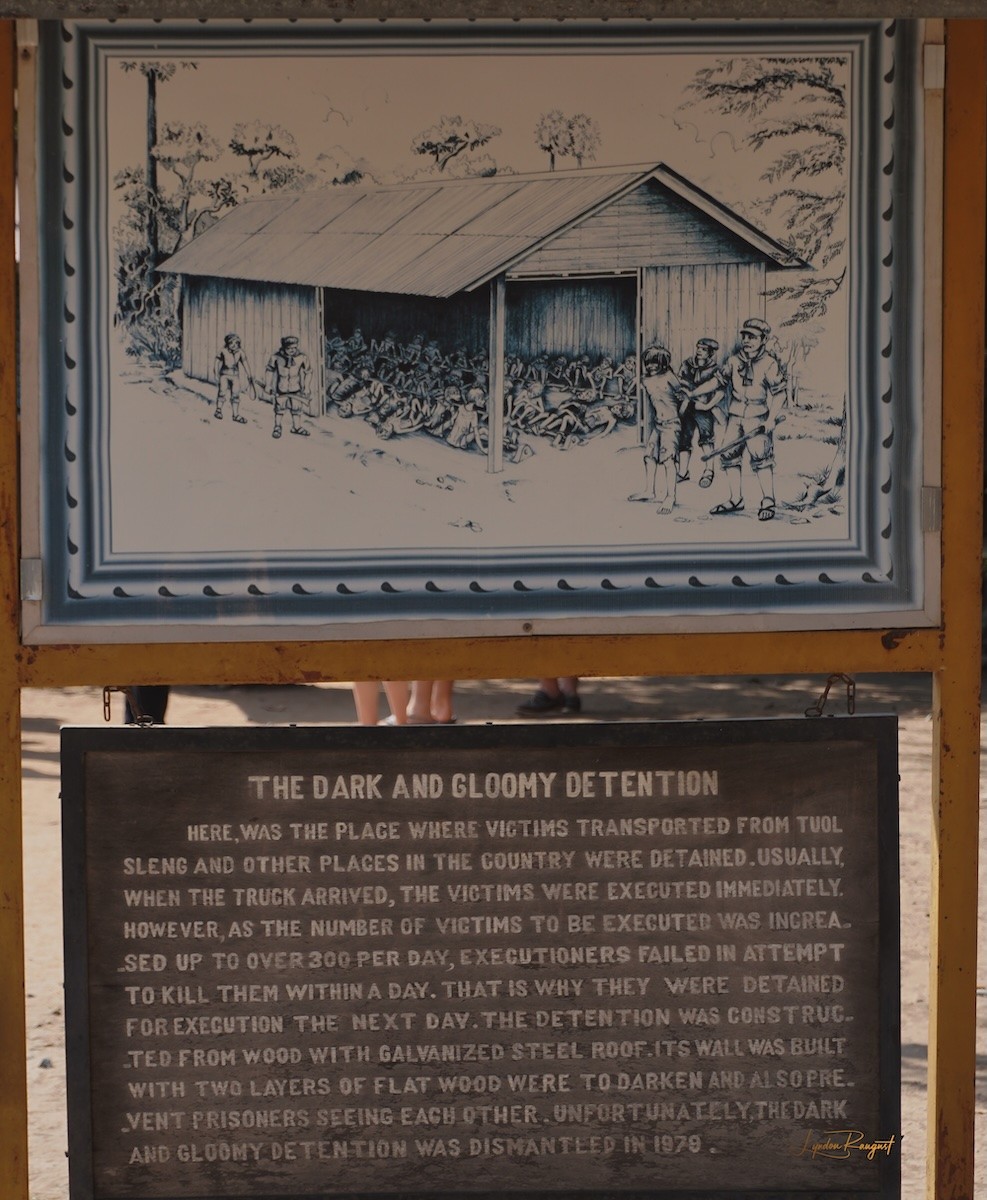 THE DARK AND GLOOMY DETENTION
HERE, WAS THE PLACE WHERE VICTIMS TRANSPORTED FROM TUOL
SLENG AND OTHER PLACES IN THE COUNTRY WERE DETAINED. USUALLY,
WHEN THE TRUCK ARRIVED, THE VICTIMS WERE EXECUTED IMMEDIATELY.
HOWEVER, AS THE NUMBER OF VICTIMS TO BE EXECUTED WAS INCREA-
-SED UP TO OVER 300 PER DAY, EXECUTIONERS FAILED IN ATTEMPT
TO KILL THEM WITHIN A DAY. THAT IS WHY THEY WERE DETAINED
FOR EXECUTION THE NEXT DAY. THE DETENTION WAS CONSTRUC-
-TED FROM WOOD WITH GALVANIZED STEEL ROOF. ITS WALL WAS BUILT
WITH TWO LAYERS OF FLAT WOOD WERE TO DARKEN AND ALSO PRE-
-VENT PRISONERS SEEING EACH OTHER. UNFORTUNATELY, THE DARK
AND GLOOMY DETENTION WAS DISMANTLED IN 1979.
Lyndon Baugust